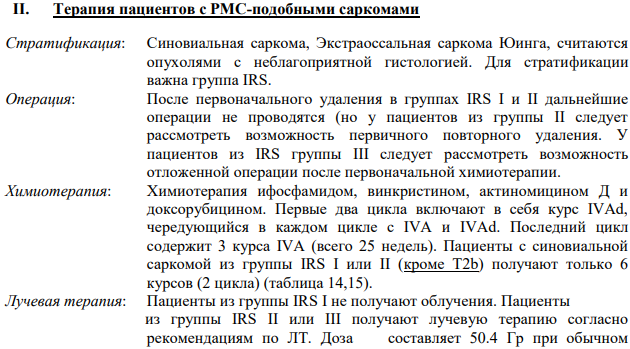 II. Терапия пациентов с РМС-подобными саркомами
Стратификация: Синовиальная саркома, Экстраоссальная саркома Юинга, считаются
опухолями с неблагоприятной гистологией. Для стратификации
важна группа IRS.
Операция: После первоначального удаления в группах IRS I и II дальнейшие
операции не проводятся (но у пациентов из группы II следует
рассмотреть возможность первичного повторного удаления. У
пациентов из IRS группы III следует рассмотреть возможность
отложенной операции после первоначальной химиотерапии.
Химиотерапия: Химиотерапия ифосфамидом, винкристином, актиномицином Д и
доксорубицином. Первые два цикла включают в себя курс IVAd,
чередующийся в каждом цикле с IVA и IVAd. Последний цикл
содержит 3 курса IVA (всего 25 недель). Пациенты с синовиальной
саркомой из группы IRS I или II (кроме T2b) получают только 6
курсов (2 цикла) (таблица 14,15).
Лучевая терапия: Пациенты из группы IRS I не получают облучения. Пациенты
из группы IRS II или III получают лучевую терапию согласно
рекомендациям по ЛТ. Доза составляет 50.4 Гр при обычном